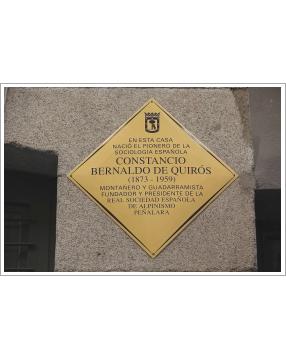 EN ESTA CASA
NACIÓ EL PIONERO DE LA
SOCIOLOGIA ESPAÑOLA
CONSTANCIO
BERNALDO DE QUIRÓS
(1873 - 1959)
MONTAÑERO Y GUADARRAMISTA
FUNDADOR Y PRESIDENTE DE LA
REAL SOCIEDAD ESPAÑOLA
DE ALPINISMO
PEÑALARA